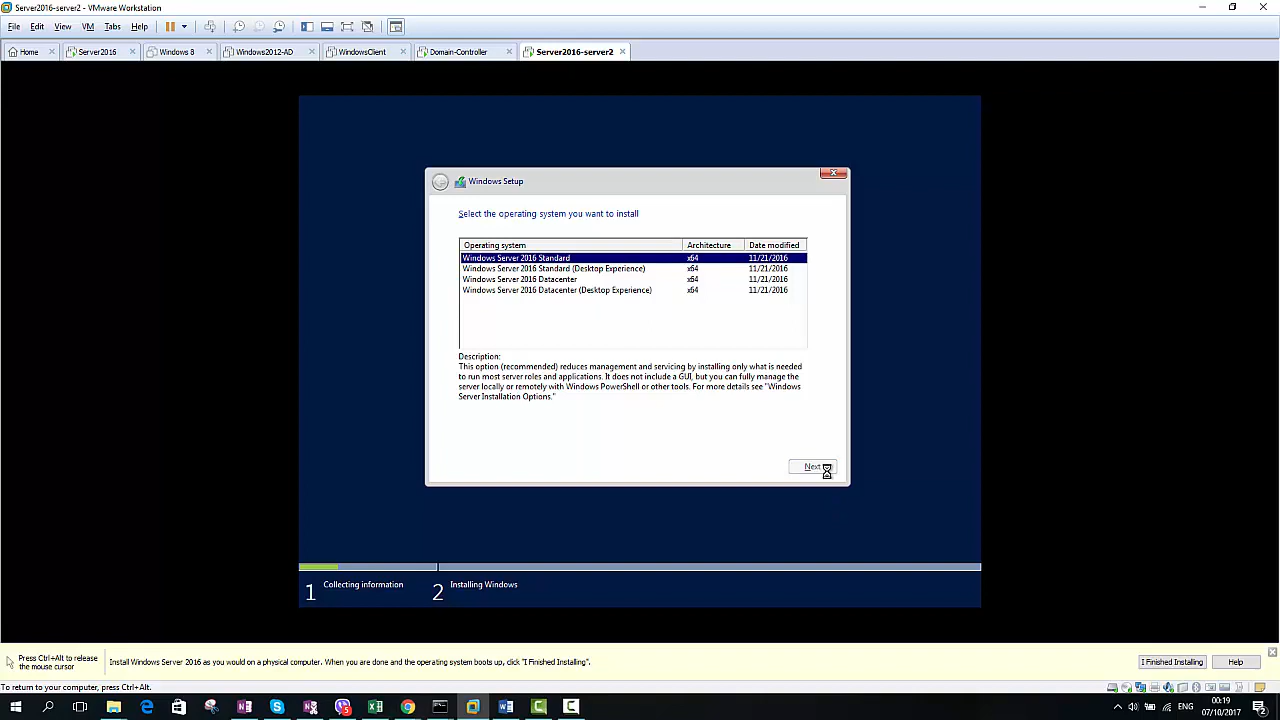 Server2016-server2 - VMware Workstation
File Edit View VM Tabs Help
Home Server2016 Windows 8 Windows2012-AD WindowsClient Domain-Controller Server2016-server2
Windows Setup
Select the operating system you want to install
Operating system Architecture Date modified
Windows Server 2016 Standard x64 11/21/2016
Windows Server 2016 Standard (Desktop Experience) x64 11/21/2016
Windows Server 2016 Datacenter x64 11/21/2016
Windows Server 2016 Datacenter (Desktop Experience) x64 11/21/2016
Description:
This option (recommended) reduces management and servicing by installing only what is needed
to run most server roles and applications. It does not include a GUI, but you can fully manage the
server locally or remotely with Windows PowerShell or other tools. For more details see "Windows
Server Installation Options."
Next
1 Collecting information 2 Installing Windows
Press Ctrl+Alt to release
the mouse cursor
Install Windows Server 2016 as you would on a physical computer. When you are done and the operating system boots up, click "I Finished Installing".
I Finished Installing Help
To return to your computer, press Ctrl+Alt.
ENG
00:19
07/10/2017